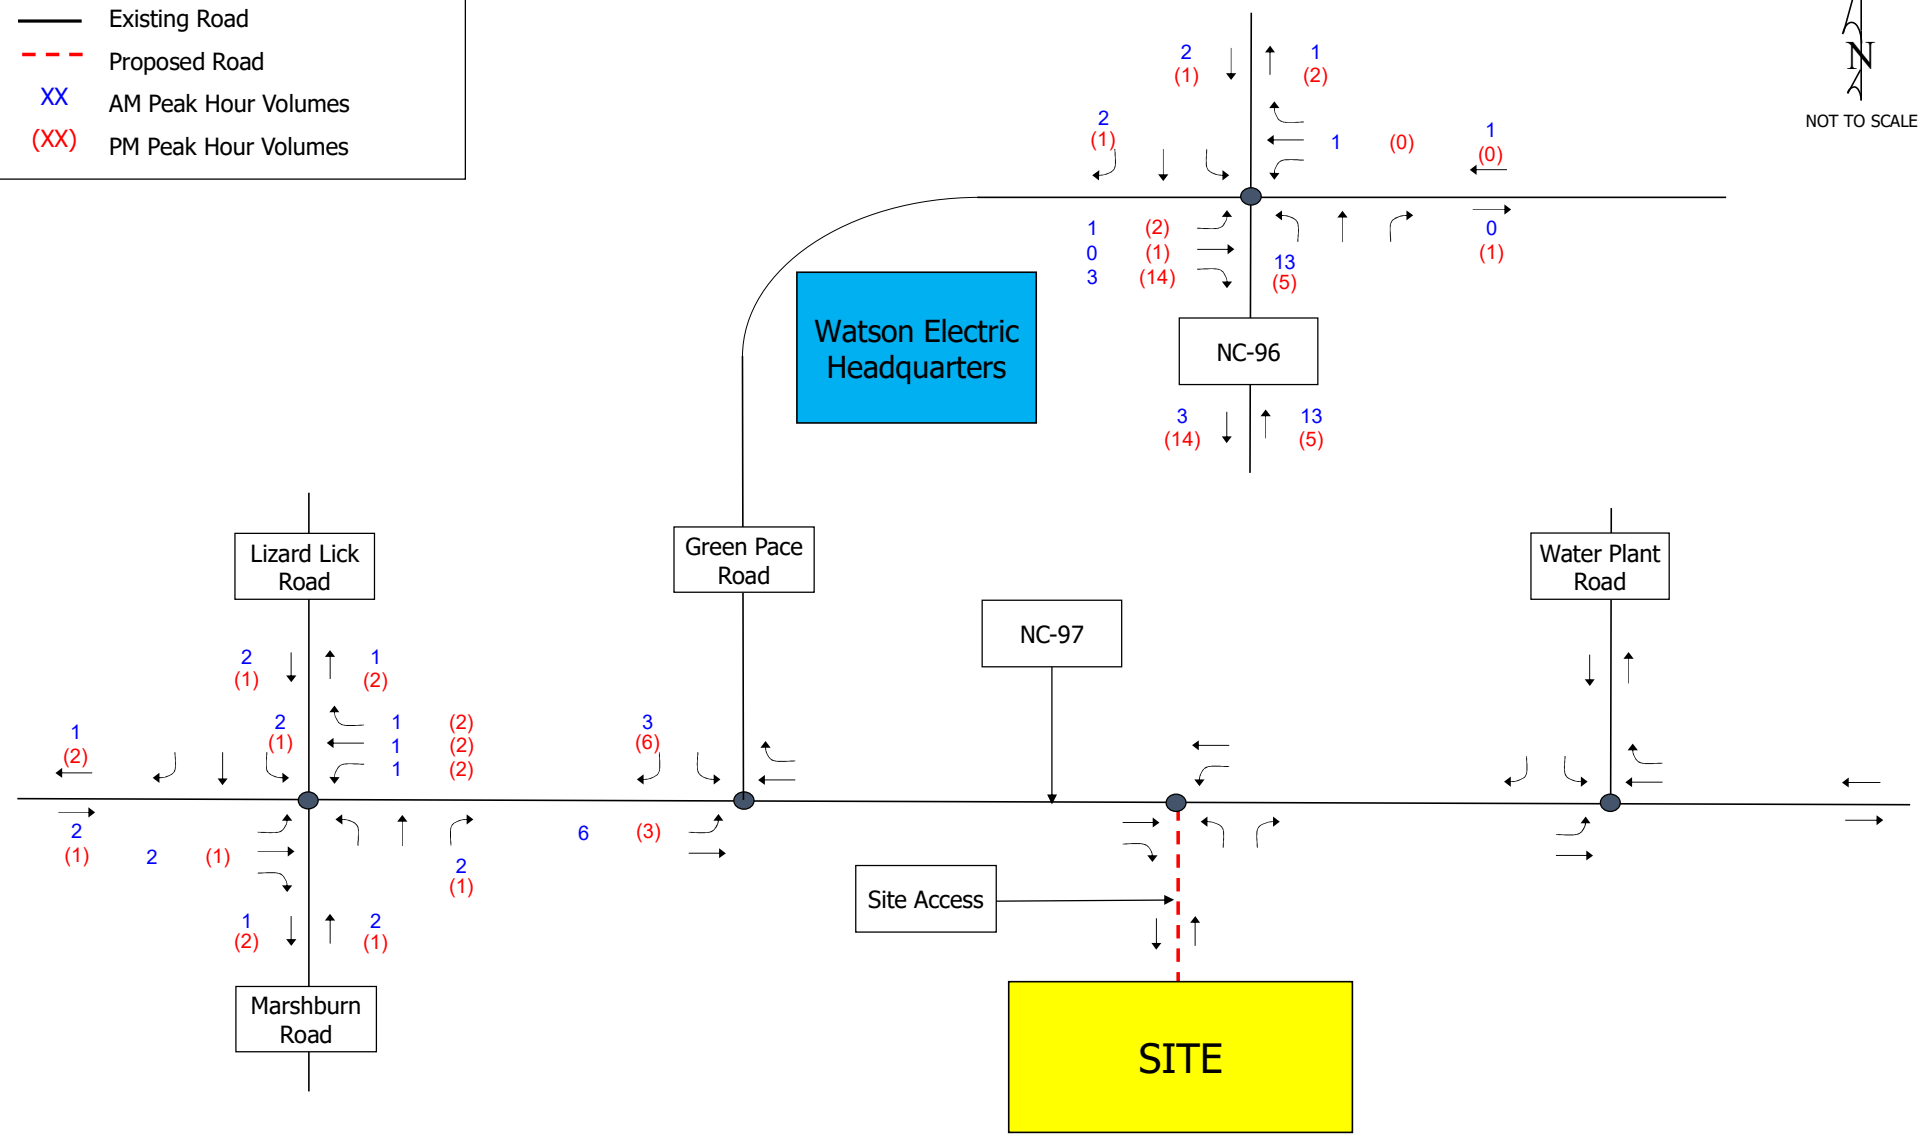 Existing Road
Proposed Road
XX AM Peak Hour Volumes
(XX) PM Peak Hour Volumes
N
NOT TO SCALE
2
(1)
1
(2)
2
(1)
1 (0)
1
(0)
1 (2)
0 (1)
3 (14)
13
(5)
0
(1)
Watson Electric
Headquarters
NC-96
3
(14)
13
(5)
Lizard Lick
Road
Green Pace
Road
Water Plant
Road
NC-97
2
(1)
1
(2)
1
(2)
2
(1)
1 (2)
1 (2)
1 (2)
3
(6)
2
(1)
2 (1)
2
(1)
6 (3)
1
(2)
2
(1)
Site Access
Marshburn
Road
SITE